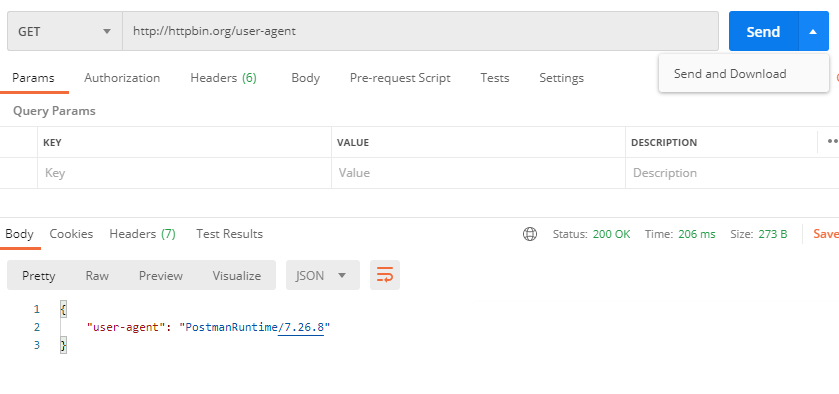 GET http://httpbin.org/user-agent Send
Send and Download
Params Authorization Headers (6) Body Pre-request Script Tests Settings
Query Params
KEY VALUE DESCRIPTION
Key Value Description
Body Cookies Headers (7) Test Results Status: 200 OK Time: 206 ms Size: 273 B Save
Pretty Raw Preview Visualize JSON
1 {
2 "user-agent": "PostmanRuntime/7.26.8"
3 }